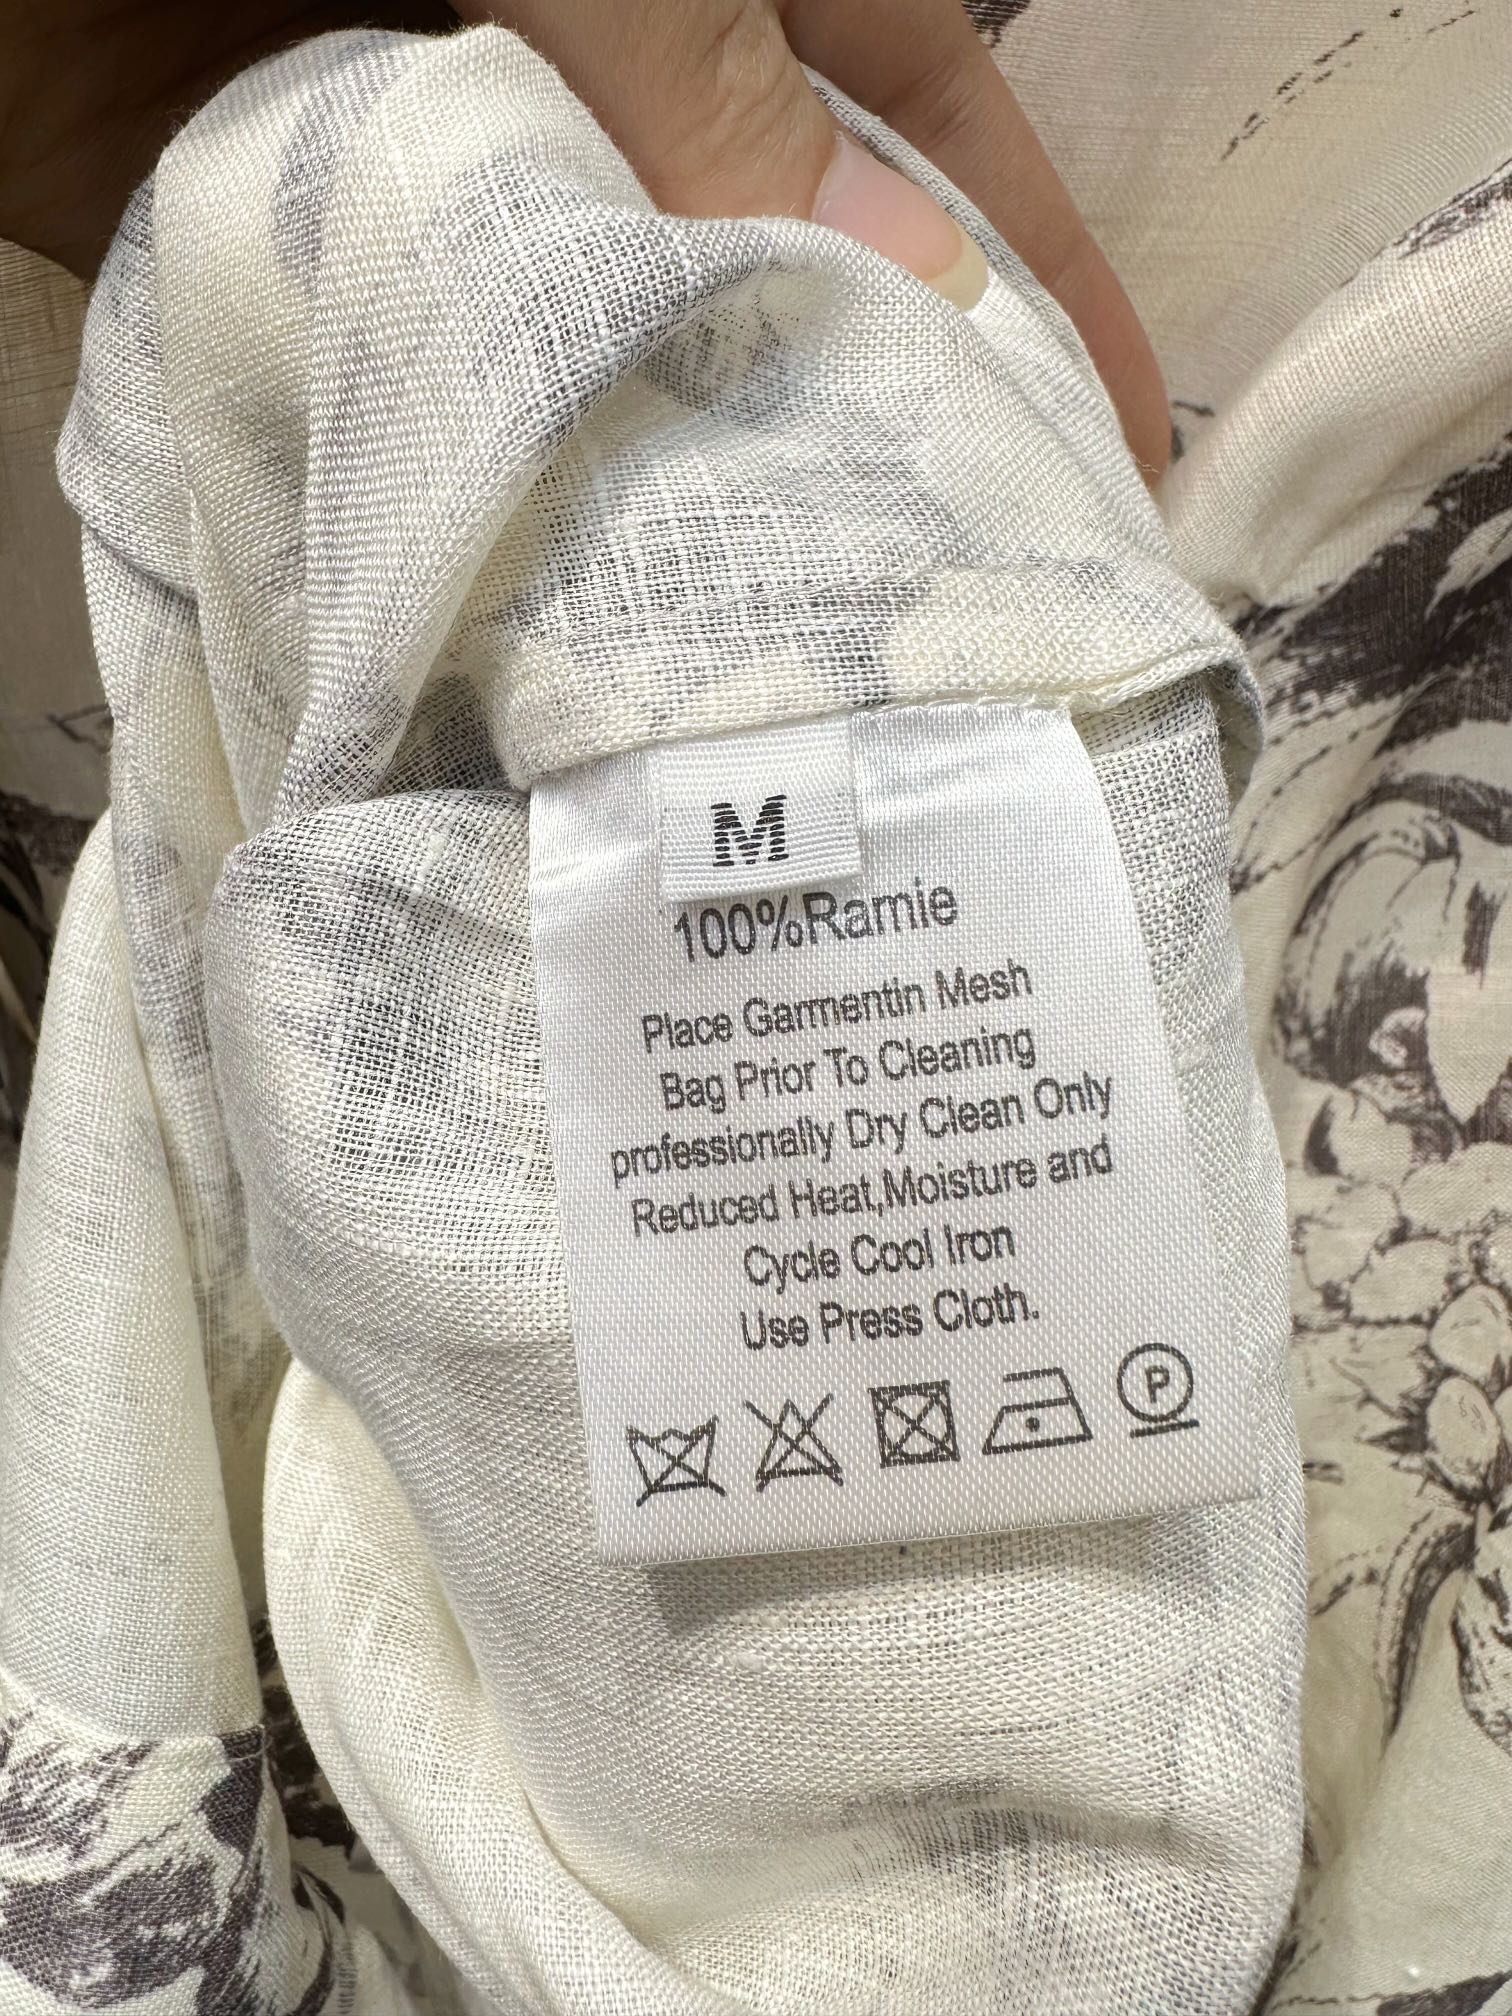 M
100%Ramie
Place Garmentin Mesh
Bag Prior To Cleaning
professionally Dry Clean Only
Reduced Heat,Moisture and
Cycle Cool Iron
Use Press Cloth.
P